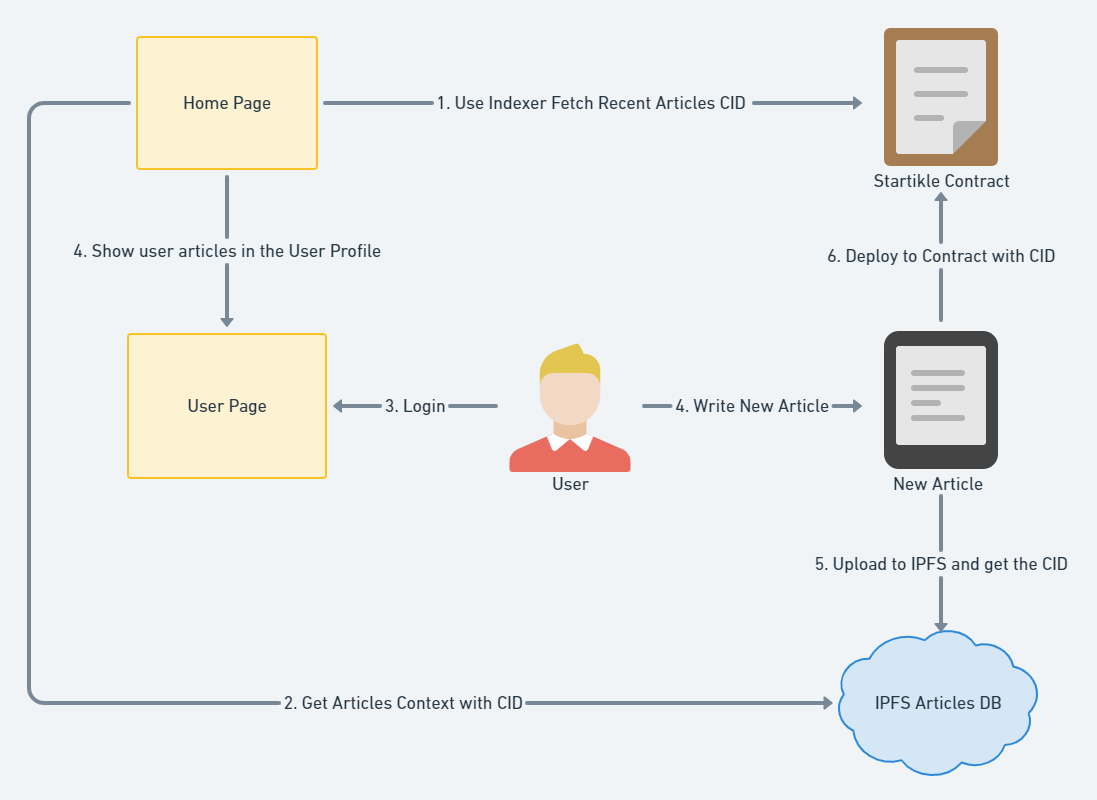 Home Page
1. Use Indexer Fetch Recent Articles CID
Startikle Contract
4. Show user articles in the User Profile
6. Deploy to Contract with CID
User Page
3. Login
4. Write New Article
User
New Article
5. Upload to IPFS and get the CID
2. Get Articles Context with CID
IPFS Articles DB